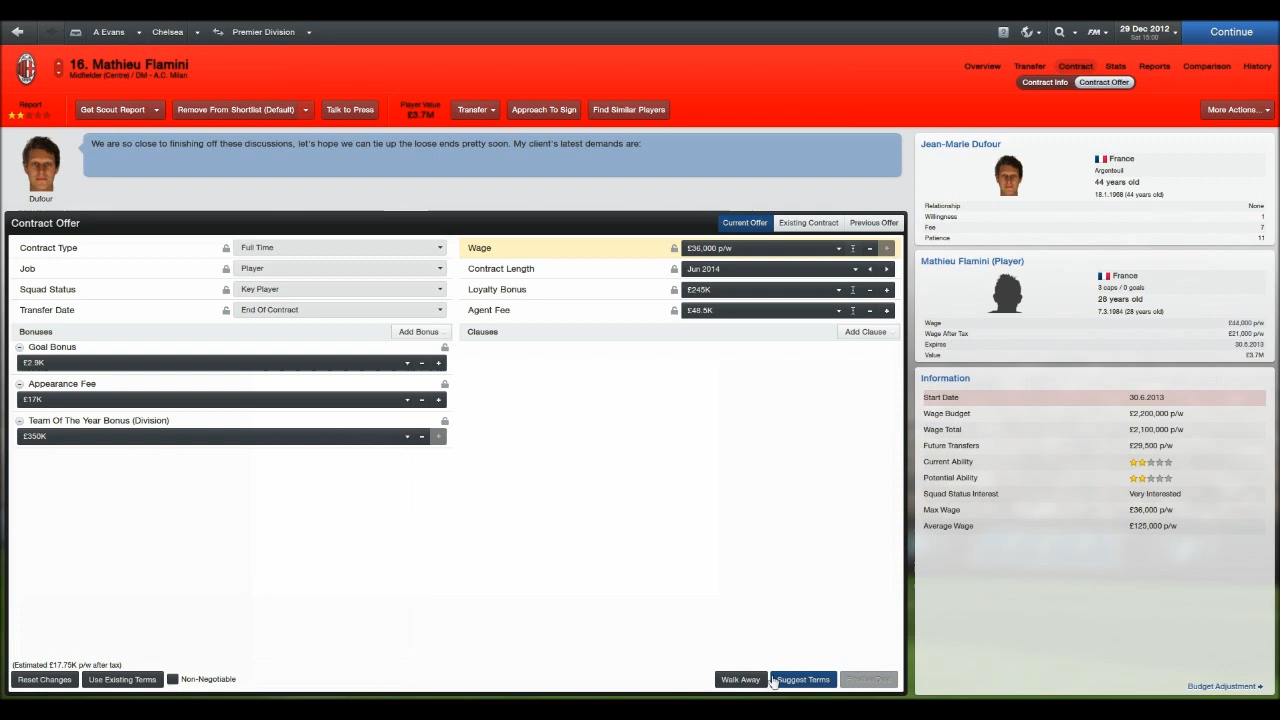 A Evans Chelsea Premier Division FM 29 Dec 2012 Continue
Sat 15:00
16. Mathieu Flamini
Midfielder (Centre) / DM - A.C. Milan
Overview Transfer Contract Stats Reports Comparison History
Contract Info Contract Offer
Report Get Scout Report Remove From Shortlist (Default) Talk to Press Player Value £3.7M Transfer Approach To Sign Find Similar Players More Actions...
We are so close to finishing off these discussions, let's hope we can tie up the loose ends pretty soon. My client's latest demands are:
Dufour
Contract Offer Current Offer Existing Contract Previous Offer
Contract Type Full Time
Job Player
Squad Status Key Player
Transfer Date End Of Contract
Wage £36,000 p/w
Contract Length Jun 2014
Loyalty Bonus £245K
Agent Fee £48.5K
Bonuses Add Bonus
Clauses Add Clause
Goal Bonus
£2.9K
Appearance Fee
£17K
Team Of The Year Bonus (Division)
£350K
(Estimated £17.75K p/w after tax)
Reset Changes Use Existing Terms Non-Negotiable Walk Away Suggest Terms
Jean-Marie Dufour
France
Argenteuil
44 years old
18.1.1968 (44 years old)
Relationship None
Willingness 1
Fee 7
Patience 11
Mathieu Flamini (Player)
France
3 caps / 0 goals
28 years old
7.3.1984 (28 years old)
Wage £44,000 p/w
Wage After Tax £21,000 p/w
Expires 30.6.2013
Value £3.7M
Information
Start Date 30.6.2013
Wage Budget £2,200,000 p/w
Wage Total £2,100,000 p/w
Future Transfers £29,500 p/w
Current Ability
Potential Ability
Squad Status Interest Very Interested
Max Wage £36,000 p/w
Average Wage £125,000 p/w
Budget Adjustment